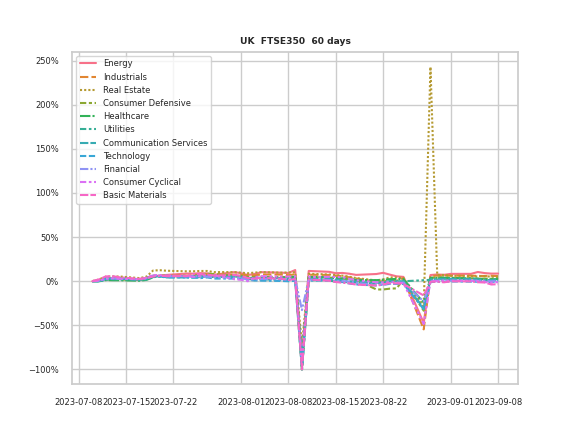 UK  FTSE350  60 days
250%
200%
150%
100%
50%
0%
−50%
−100%
Energy
Industrials
Real Estate
Consumer Defensive
Healthcare
Utilities
Communication Services
Technology
Financial
Consumer Cyclical
Basic Materials
2023-07-08 2023-07-15 2023-07-22 2023-08-01 2023-08-08 2023-08-15 2023-08-22 2023-09-01 2023-09-08